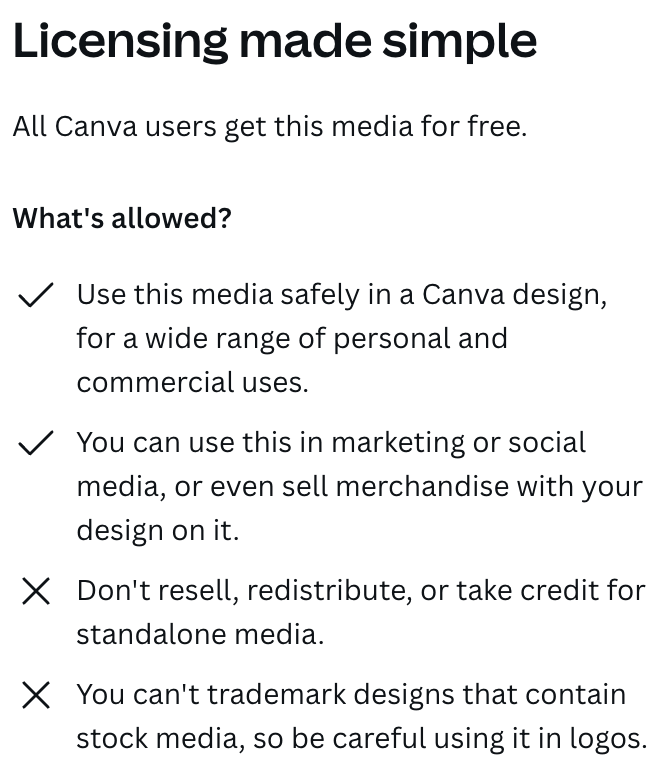 Licensing made simple
All Canva users get this media for free.
What's allowed?
Use this media safely in a Canva design,
for a wide range of personal and
commercial uses.
You can use this in marketing or social
media, or even sell merchandise with your
design on it.
Don't resell, redistribute, or take credit for
standalone media.
You can't trademark designs that contain
stock media, so be careful using it in logos.